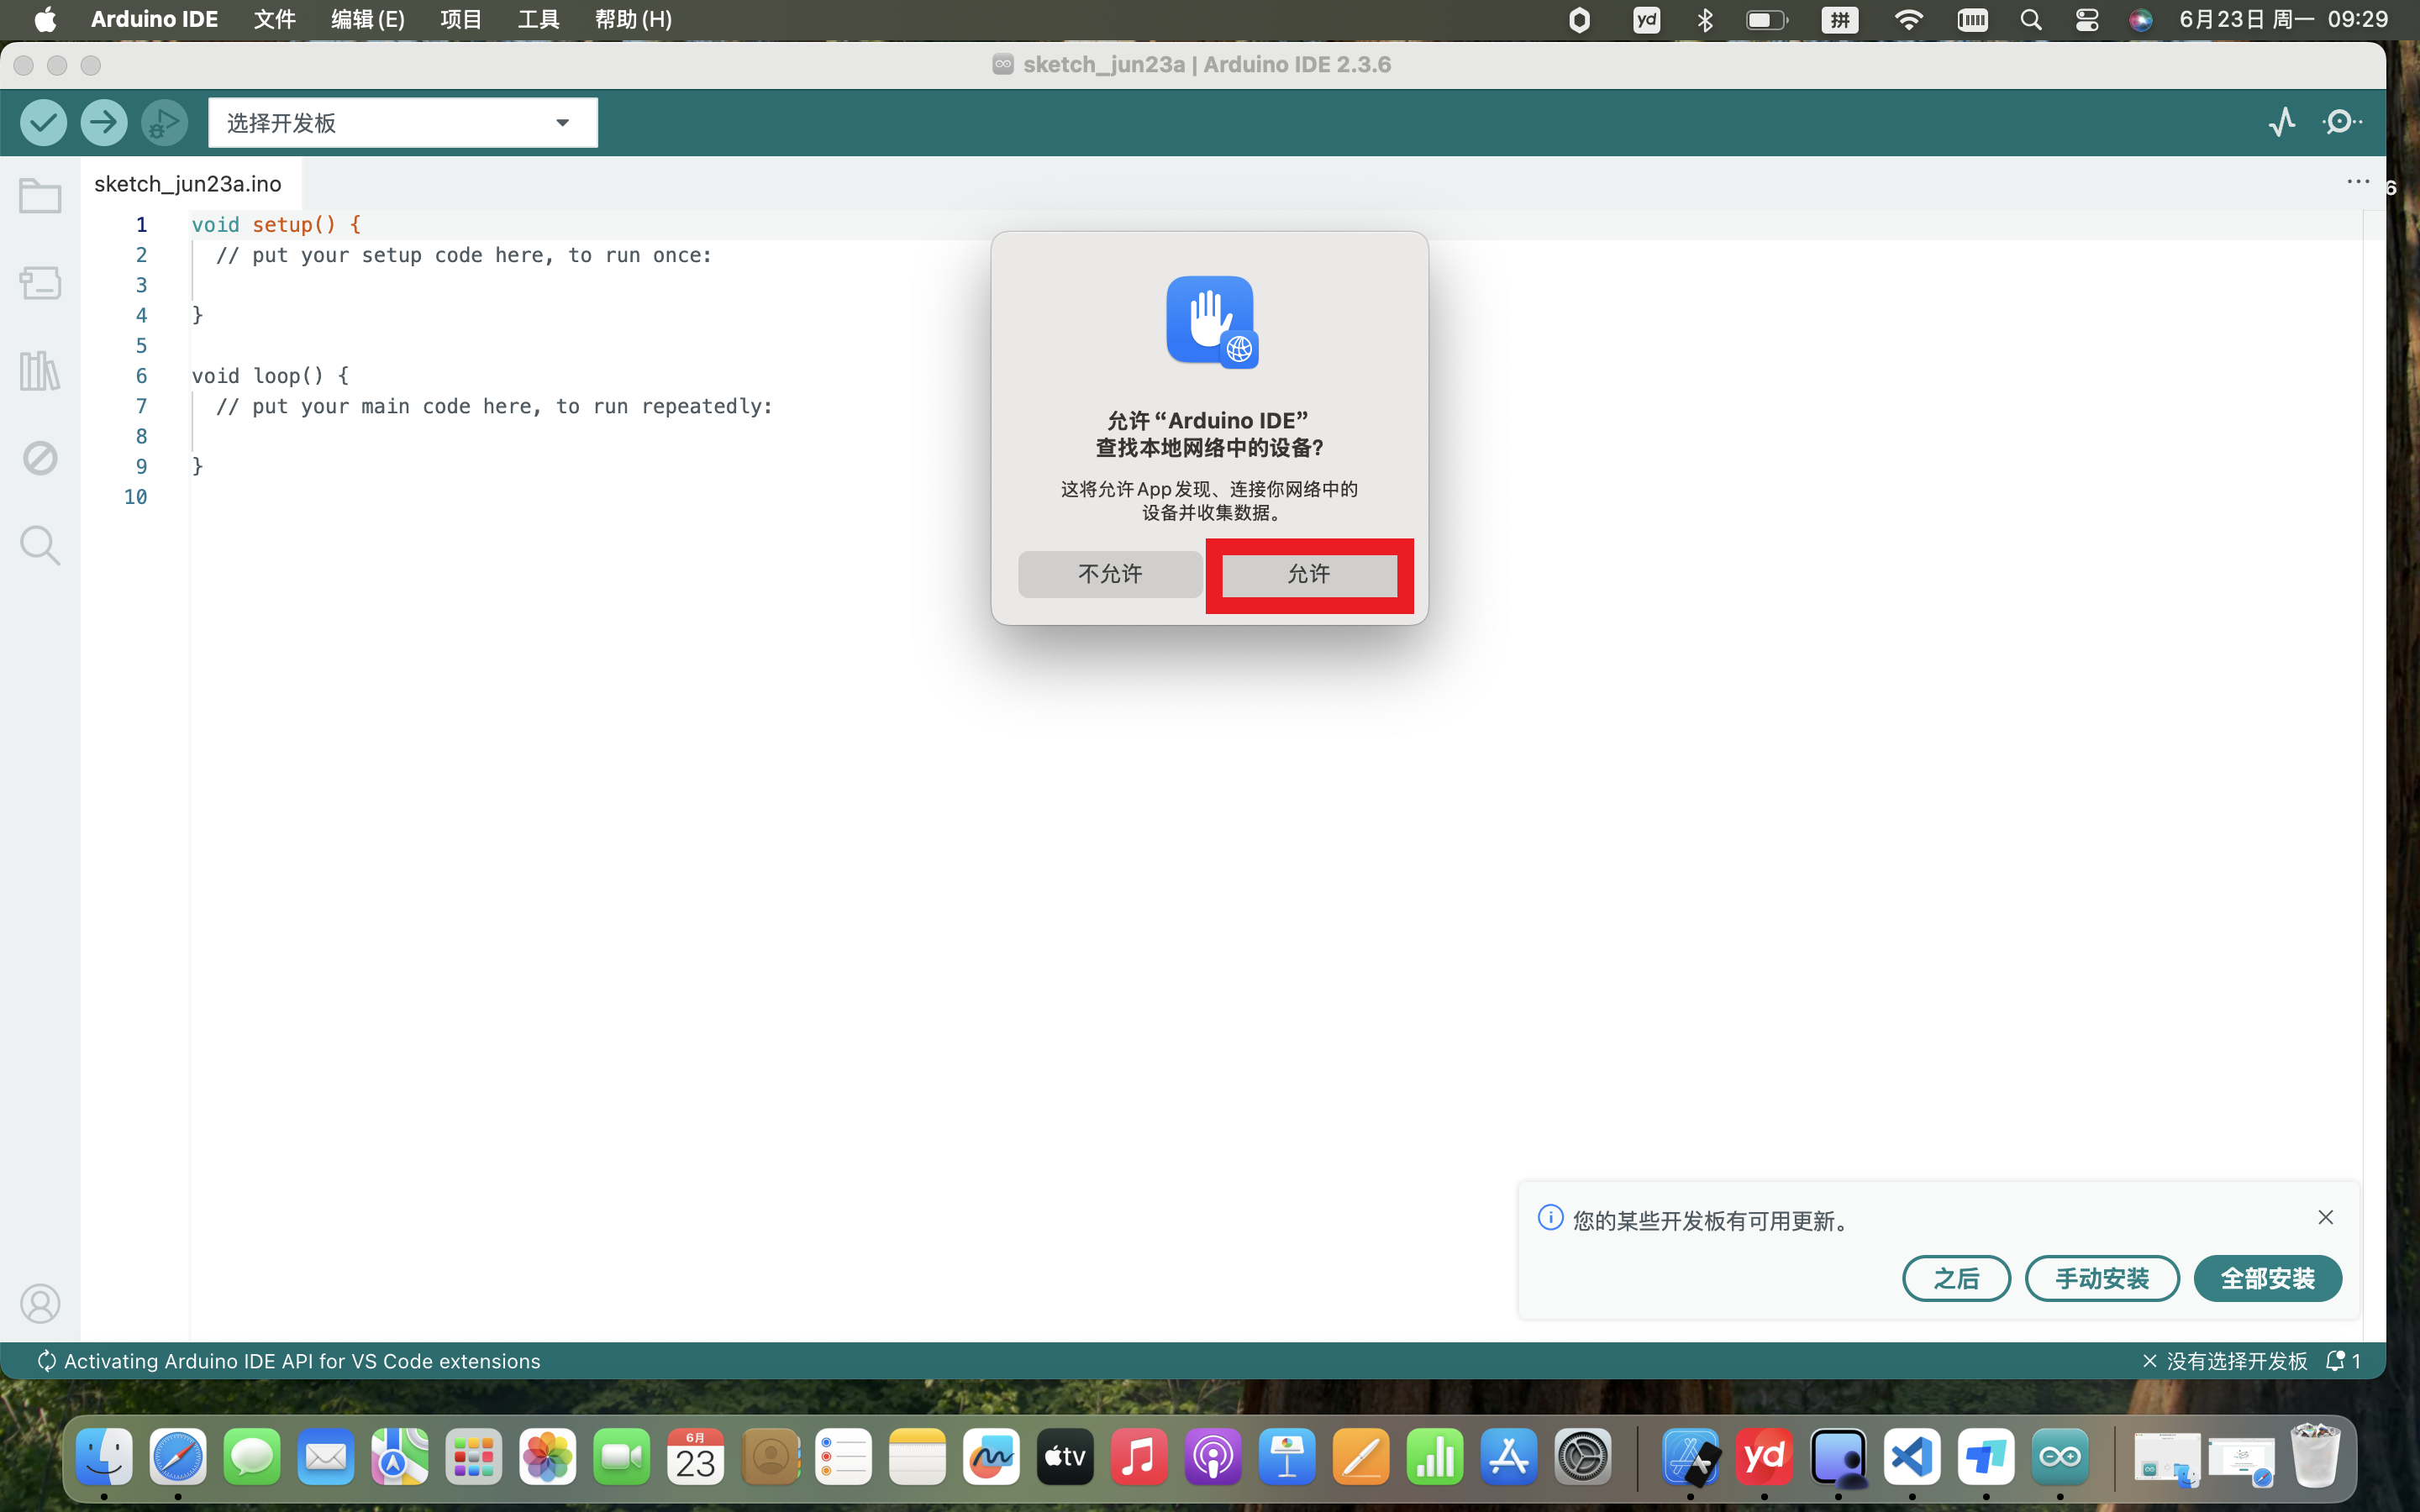 Arduino IDE 文件 编辑(E) 项目 工具 帮助(H) yd 拼 6月23日 周一 09:29
sketch_jun23a | Arduino IDE 2.3.6
选择开发板
sketch_jun23a.ino
6
1 void setup() {
2 // put your setup code here, to run once:
3
4 }
5
6 void loop() {
7 // put your main code here, to run repeatedly:
8
9 }
10
允许“Arduino IDE”
查找本地网络中的设备?
这将允许App发现、连接你网络中的
设备并收集数据。
不允许 允许
您的某些开发板有可用更新。
之后 手动安装 全部安装
Activating Arduino IDE API for VS Code extensions
没有选择开发板 1
6月
23
tv
yd